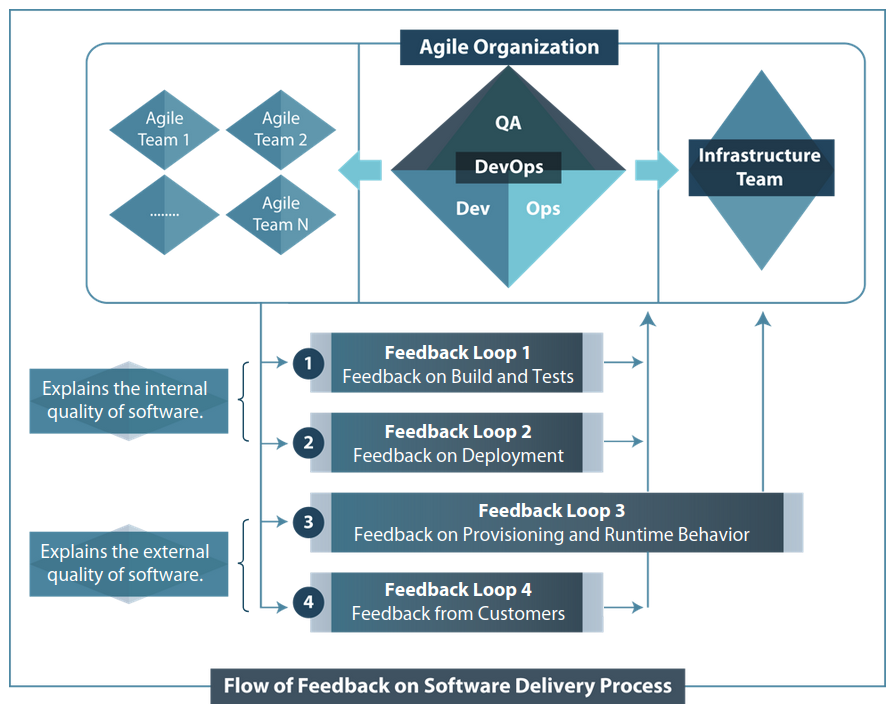 Agile Organization
Agile
Team 1
Agile
Team 2
........
Agile
Team N
QA
DevOps
Dev
Ops
Infrastructure
Team
1
Feedback Loop 1
Feedback on Build and Tests
Explains the internal
quality of software.
2
Feedback Loop 2
Feedback on Deployment
3
Feedback Loop 3
Feedback on Provisioning and Runtime Behavior
Explains the external
quality of software.
4
Feedback Loop 4
Feedback from Customers
Flow of Feedback on Software Delivery Process